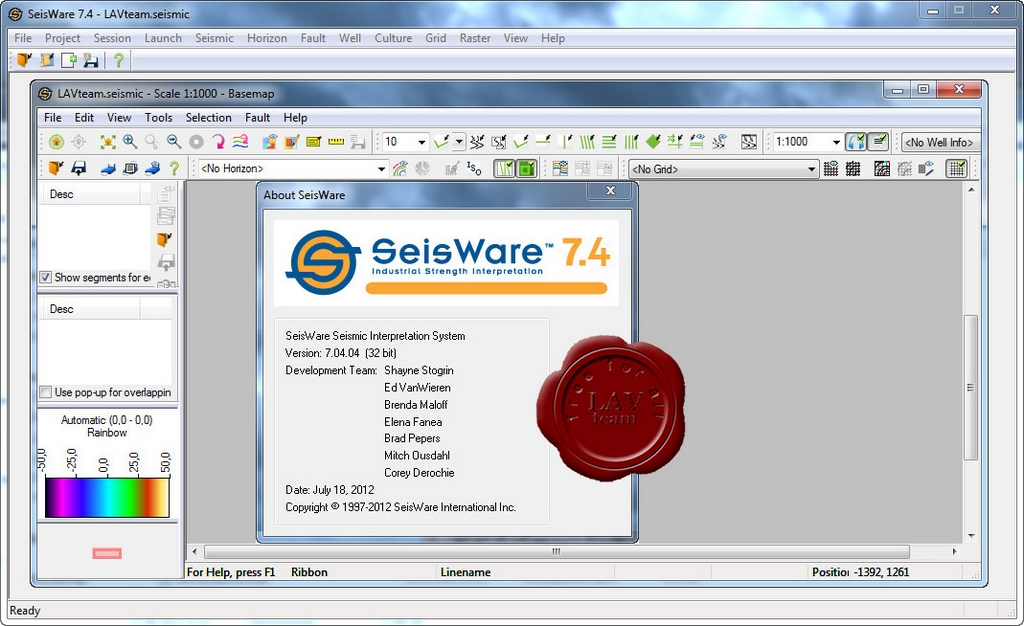 SeisWare 7.4 - LAVteam.seismic
File Project Session Launch Seismic Horizon Fault Well Culture Grid Raster View Help
LAVteam.seismic - Scale 1:1000 - Basemap
File Edit View Tools Selection Fault Help
10 1:1000 <No Well Info>
<No Horizon> <No Grid>
Desc
Show segments for
Desc
Use pop-up for overlappin
Automatic (0,0 - 0,0)
Rainbow
-50,0 -25,0 0,0 25,0 50,0
About SeisWare
SeisWare™ 7.4
Industrial Strength Interpretation
SeisWare Seismic Interpretation System
Version: 7.04.04 (32 bit)
Development Team: Shayne Stogrin
Ed VanWieren
Brenda Maloff
Elena Fanea
Brad Pepers
Mitch Ousdahl
Corey Derochie
Date: July 18, 2012
Copyright © 1997-2012 SeisWare International Inc.
free for all
LAV
team
For Help, press F1 Ribbon Linename Positior -1392, 1261
Ready